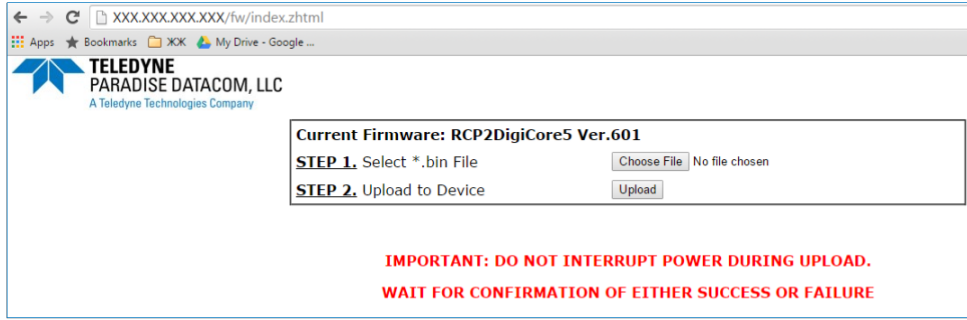 XXX.XXX.XXX.XXX/fw/index.zhtml
Apps Bookmarks ЖЖ My Drive - Google ...
TELEDYNE
PARADISE DATACOM, LLC
A Teledyne Technologies Company
Current Firmware: RCP2DigiCore5 Ver.601
STEP 1. Select *.bin File Choose File No file chosen
STEP 2. Upload to Device Upload
IMPORTANT: DO NOT INTERRUPT POWER DURING UPLOAD.
WAIT FOR CONFIRMATION OF EITHER SUCCESS OR FAILURE